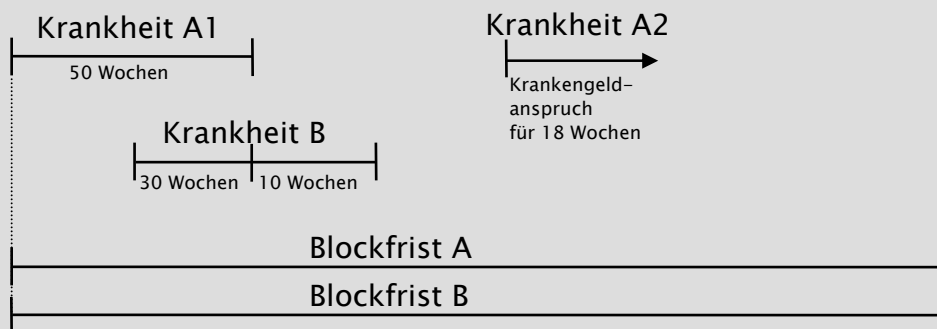 Krankheit A1
Krankheit A2
50 Wochen
Krankengeld-
anspruch
für 18 Wochen
Krankheit B
30 Wochen
10 Wochen
Blockfrist A
Blockfrist B